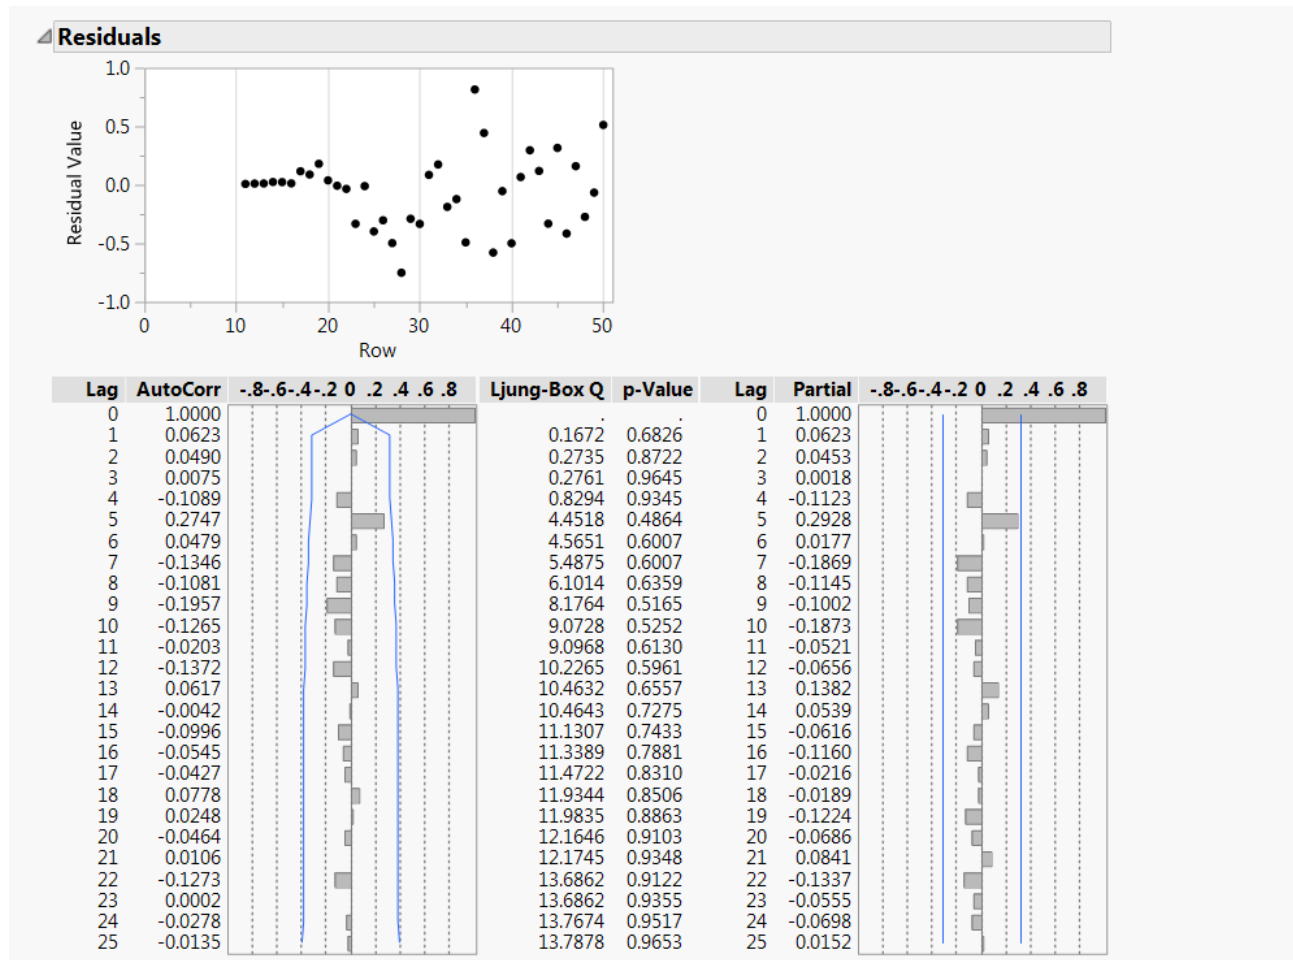 Residuals
1.0
0.5
0.0
-0.5
-1.0
Residual Value
0 10 20 30 40 50
Row
Lag AutoCorr -.8-.6-.4-.2 0 .2 .4 .6 .8 Ljung-Box Q p-Value Lag Partial -.8-.6-.4-.2 0 .2 .4 .6 .8
0 1.0000 . . 0 1.0000
1 0.0623 0.1672 0.6826 1 0.0623
2 0.0490 0.2735 0.8722 2 0.0453
3 0.0075 0.2761 0.9645 3 0.0018
4 -0.1089 0.8294 0.9345 4 -0.1123
5 0.2747 4.4518 0.4864 5 0.2928
6 0.0479 4.5651 0.6007 6 0.0177
7 -0.1346 5.4875 0.6007 7 -0.1869
8 -0.1081 6.1014 0.6359 8 -0.1145
9 -0.1957 8.1764 0.5165 9 -0.1002
10 -0.1265 9.0728 0.5252 10 -0.1873
11 -0.0203 9.0968 0.6130 11 -0.0521
12 -0.1372 10.2265 0.5961 12 -0.0656
13 0.0617 10.4632 0.6557 13 0.1382
14 -0.0042 10.4643 0.7275 14 0.0539
15 -0.0996 11.1307 0.7433 15 -0.0616
16 -0.0545 11.3389 0.7881 16 -0.1160
17 -0.0427 11.4722 0.8310 17 -0.0216
18 0.0778 11.9344 0.8506 18 -0.0189
19 0.0248 11.9835 0.8863 19 -0.1224
20 -0.0464 12.1646 0.9103 20 -0.0686
21 0.0106 12.1745 0.9348 21 0.0841
22 -0.1273 13.6862 0.9122 22 -0.1337
23 0.0002 13.6862 0.9355 23 -0.0555
24 -0.0278 13.7674 0.9517 24 -0.0698
25 -0.0135 13.7878 0.9653 25 0.0152